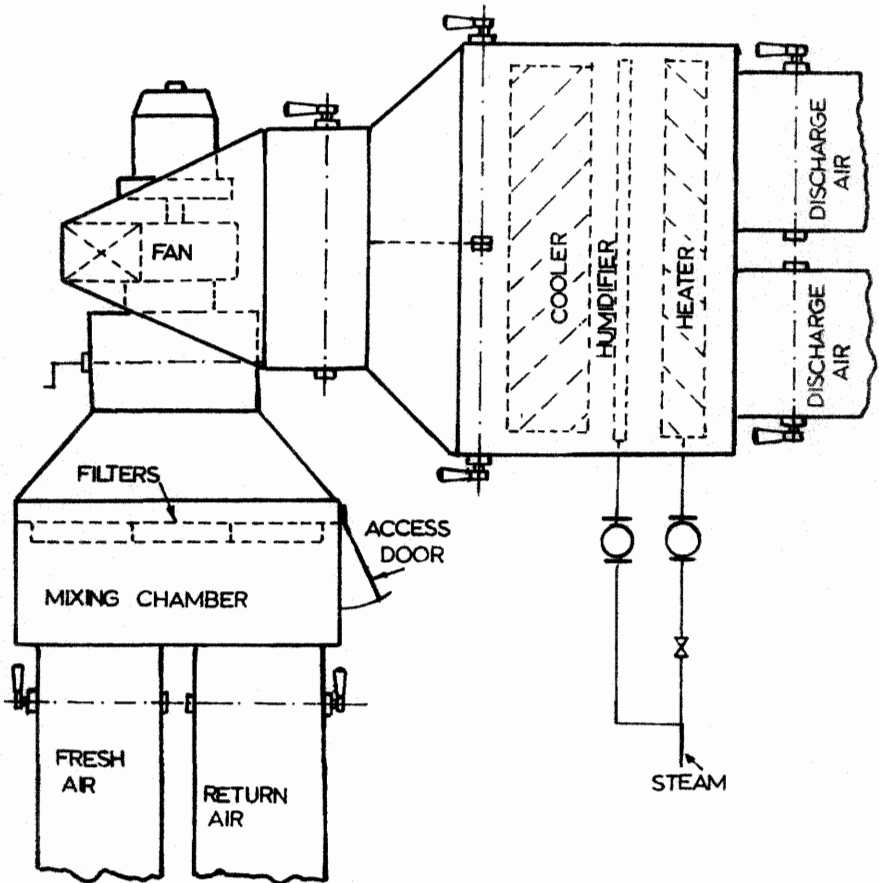 FAN
COOLER
HUMIDIFIER
HEATER
DISCHARGE
AIR
DISCHARGE
AIR
FILTERS
ACCESS
DOOR
MIXING CHAMBER
FRESH
AIR
RETURN
AIR
STEAM